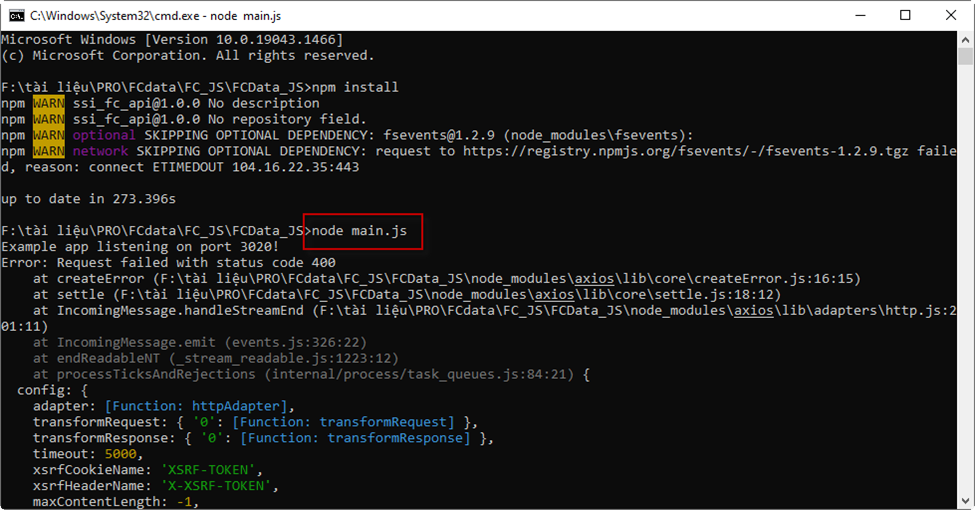 C:\Windows\System32\cmd.exe - node  main.js
Microsoft Windows [Version 10.0.19043.1466]
(c) Microsoft Corporation. All rights reserved.
F:\tài liệu\PRO\FCdata\FC_JS\FCData_JS>npm install
npm WARN ssi_fc_api@1.0.0 No description
npm WARN ssi_fc_api@1.0.0 No repository field.
npm WARN optional SKIPPING OPTIONAL DEPENDENCY: fsevents@1.2.9 (node_modules\fsevents):
npm WARN network SKIPPING OPTIONAL DEPENDENCY: request to https://registry.npmjs.org/fsevents/-/fsevents-1.2.9.tgz faile
d, reason: connect ETIMEDOUT 104.16.22.35:443
up to date in 273.396s
F:\tài liệu\PRO\FCdata\FC_JS\FCData_JS>node main.js
Example app listening on port 3020!
Error: Request failed with status code 400
    at createError (F:\tài liệu\PRO\FCdata\FC_JS\FCData_JS\node_modules\axios\lib\core\createError.js:16:15)
    at settle (F:\tài liệu\PRO\FCdata\FC_JS\FCData_JS\node_modules\axios\lib\core\settle.js:18:12)
    at IncomingMessage.handleStreamEnd (F:\tài liệu\PRO\FCdata\FC_JS\FCData_JS\node_modules\axios\lib\adapters\http.js:2
01:11)
    at IncomingMessage.emit (events.js:326:22)
    at endReadableNT (_stream_readable.js:1223:12)
    at processTicksAndRejections (internal/process/task_queues.js:84:21) {
  config: {
    adapter: [Function: httpAdapter],
    transformRequest: { '0': [Function: transformRequest] },
    transformResponse: { '0': [Function: transformResponse] },
    timeout: 5000,
    xsrfCookieName: 'XSRF-TOKEN',
    xsrfHeaderName: 'X-XSRF-TOKEN',
    maxContentLength: -1,